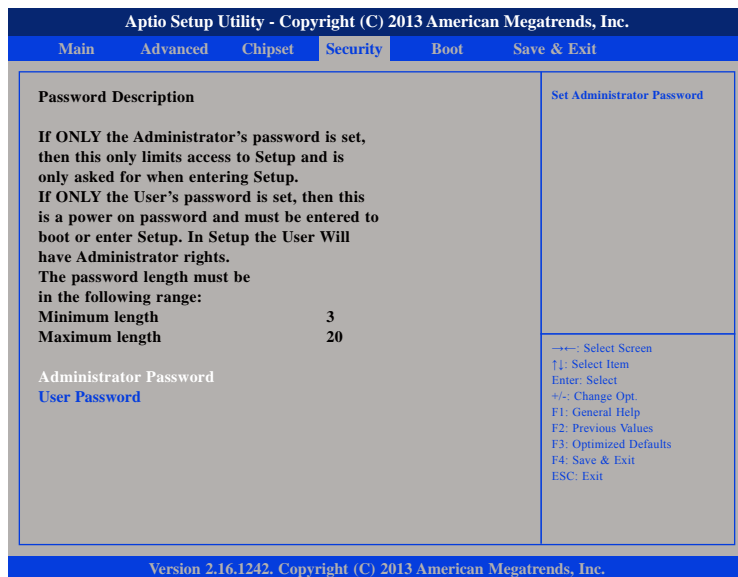 Aptio Setup Utility - Copyright (C) 2013 American Megatrends, Inc.
Main Advanced Chipset Security Boot Save & Exit
Password Description
If ONLY the Administrator's password is set,
then this only limits access to Setup and is
only asked for when entering Setup.
If ONLY the User's password is set, then this
is a power on password and must be entered to
boot or enter Setup. In Setup the User Will
have Administrator rights.
The password length must be
in the following range:
Minimum length 3
Maximum length 20
Administrator Password
User Password
Set Administrator Password
→←: Select Screen
↑↓: Select Item
Enter: Select
+/-: Change Opt.
F1: General Help
F2: Previous Values
F3: Optimized Defaults
F4: Save & Exit
ESC: Exit
Version 2.16.1242. Copyright (C) 2013 American Megatrends, Inc.